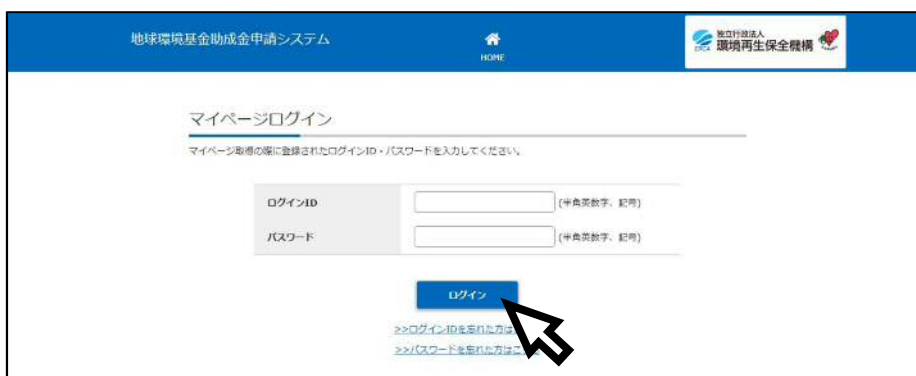 地球環境基金助成金申請システム
HOME
独立行政法人
環境再生保全機構
マイページログイン
マイページ取得の際に登録されたログインID・パスワードを入力してください。
ログインID
(半角英数字、記号)
パスワード
(半角英数字、記号)
ログイン
>>ログインIDを忘れた方は
>>パスワードを忘れた方はこ